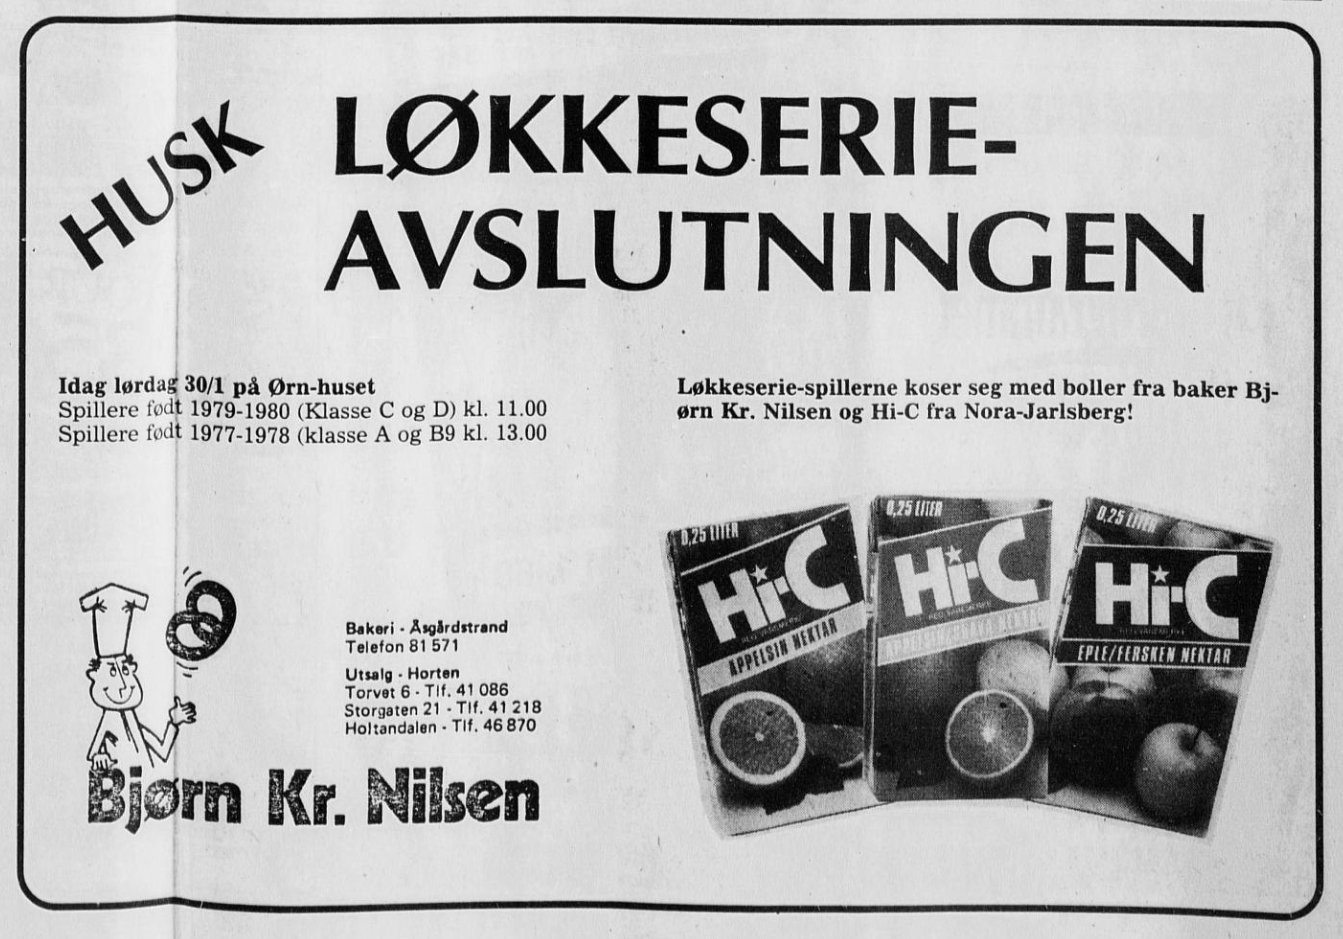 HUSK
LØKKESERIE-
AVSLUTNINGEN
Idag lørdag 30/1 på Ørn-huset
Spillere født 1979-1980 (Klasse C og D) kl. 11.00
Spillere født 1977-1978 (klasse A og B9 kl. 13.00
Løkkeserie-spillerne koser seg med boller fra baker Bj-
ørn Kr. Nilsen og Hi-C fra Nora-Jarlsberg!
0,25 LITER
Hi-C
APPELSIN NEKTAR
0,25 LITER
Hi-C
0,25 LITER
Hi-C
EPLE/FERSKEN NEKTAR
Bakeri - Åsgårdstrand
Telefon 81 571
Utsalg - Horten
Torvet 6 - Tlf. 41 086
Storgaten 21 - Tlf. 41 218
Holtandalen - Tlf. 46 870
Bjørn Kr. Nilsen